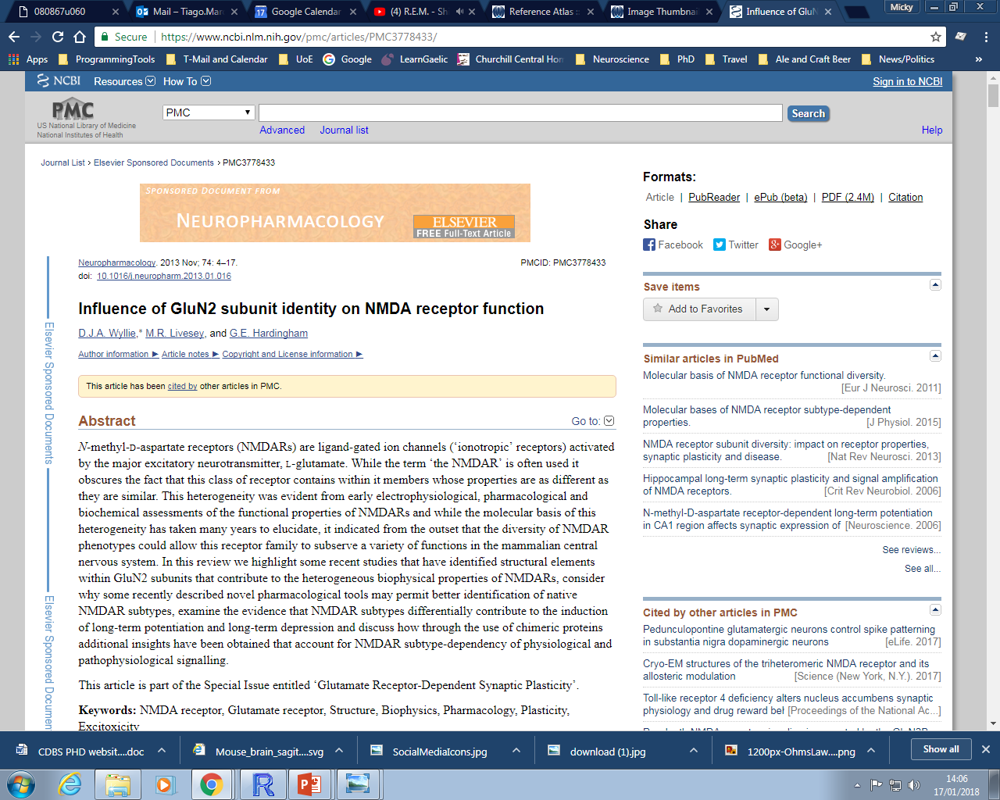 080867u060
Mail – Tiago.Mar
Google Calendar
(4) R.E.M. - Sh
Reference Atlas ::
Image Thumbnai
Influence of GluN
Micky
Secure
https://www.ncbi.nlm.nih.gov/pmc/articles/PMC3778433/
Apps
ProgrammingTools
T-Mail and Calendar
UoE
Google
LearnGaelic
Churchill Central Hom
Neuroscience
PhD
Travel
Ale and Craft Beer
News/Politics
»
NCBI Resources How To
Sign in to NCBI
PMC
US National Library of Medicine
National Institutes of Health
PMC
Search
Advanced Journal list
Help
Journal List > Elsevier Sponsored Documents > PMC3778433
SPONSORED DOCUMENT FROM
NEUROPHARMACOLOGY
ELSEVIER
FREE Full-Text Article
Elsevier Sponsored Documents
Elsevier Sponsored Documen
Neuropharmacology. 2013 Nov; 74: 4–17.
PMCID: PMC3778433
doi: 10.1016/j.neuropharm.2013.01.016
Influence of GluN2 subunit identity on NMDA receptor function
D.J.A. Wyllie,* M.R. Livesey, and G.E. Hardingham
Author information ► Article notes ► Copyright and License information ►
This article has been cited by other articles in PMC.
Abstract
Go to:
N-methyl-D-aspartate receptors (NMDARs) are ligand-gated ion channels (‘ionotropic’ receptors) activated
by the major excitatory neurotransmitter, L-glutamate. While the term ‘the NMDAR’ is often used it
obscures the fact that this class of receptor contains within it members whose properties are as different as
they are similar. This heterogeneity was evident from early electrophysiological, pharmacological and
biochemical assessments of the functional properties of NMDARs and while the molecular basis of this
heterogeneity has taken many years to elucidate, it indicated from the outset that the diversity of NMDAR
phenotypes could allow this receptor family to subserve a variety of functions in the mammalian central
nervous system. In this review we highlight some recent studies that have identified structural elements
within GluN2 subunits that contribute to the heterogeneous biophysical properties of NMDARs, consider
why some recently described novel pharmacological tools may permit better identification of native
NMDAR subtypes, examine the evidence that NMDAR subtypes differentially contribute to the induction
of long-term potentiation and long-term depression and discuss how through the use of chimeric proteins
additional insights have been obtained that account for NMDAR subtype-dependency of physiological and
pathophysiological signalling.
This article is part of the Special Issue entitled ‘Glutamate Receptor-Dependent Synaptic Plasticity’.
Keywords: NMDA receptor, Glutamate receptor, Structure, Biophysics, Pharmacology, Plasticity,
Excitotoxicity
Formats:
Article | PubReader | ePub (beta) | PDF (2.4M) | Citation
Share
Facebook Twitter Google+
Save items
Add to Favorites
Similar articles in PubMed
Molecular basis of NMDA receptor functional diversity.
[Eur J Neurosci. 2011]
Molecular bases of NMDA receptor subtype-dependent
properties. [J Physiol. 2015]
NMDA receptor subunit diversity: impact on receptor properties,
synaptic plasticity and disease. [Nat Rev Neurosci. 2013]
Hippocampal long-term synaptic plasticity and signal amplification
of NMDA receptors. [Crit Rev Neurobiol. 2006]
N-methyl-D-aspartate receptor-dependent long-term potentiation
in CA1 region affects synaptic expression of [Neuroscience. 2006]
See reviews...
See all...
Cited by other articles in PMC
Pedunculopontine glutamatergic neurons control spike patterning
in substantia nigra dopaminergic neurons [eLife. 2017]
Cryo-EM structures of the triheteromeric NMDA receptor and its
allosteric modulation [Science (New York, N.Y.). 2017]
Toll-like receptor 4 deficiency alters nucleus accumbens synaptic
physiology and drug reward bel [Proceedings of the National Ac...]
CDBS PHD websit....doc
Mouse_brain_sagit....svg
SocialMediaIcons.jpg
download (1).jpg
1200px-OhmsLaw....png
Show all
14:06
17/01/2018